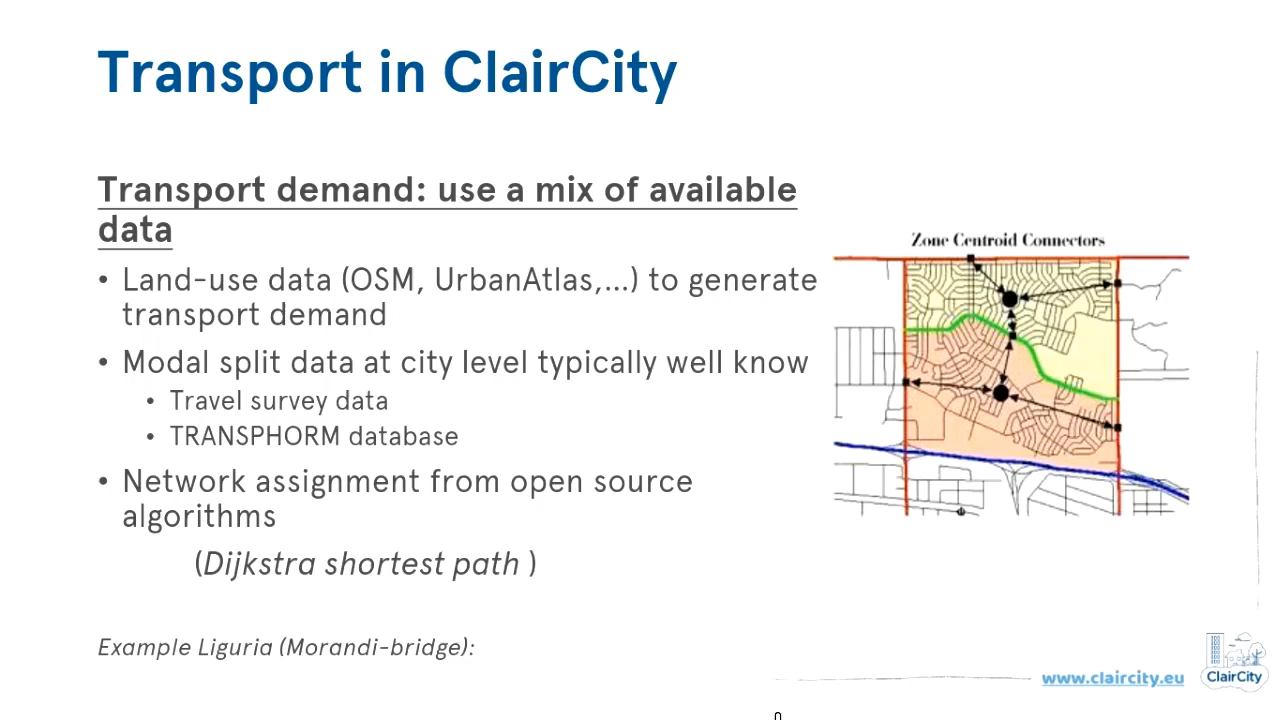 Transport in ClairCity
Transport demand: use a mix of available
data
• Land-use data (OSM, UrbanAtlas,...) to generate
transport demand
• Modal split data at city level typically well know
• Travel survey data
• TRANSPHORM database
• Network assignment from open source
algorithms
(Dijkstra shortest path )
Example Liguria (Morandi-bridge):
Zone Centroid Connectors
www.claircity.eu
ClairCity